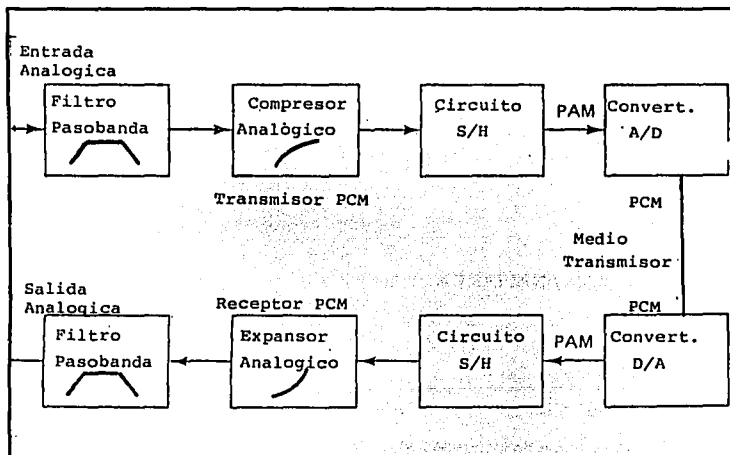 Entrada
Analogica
Filtro
Pasobanda
Compresor
Analògico
Circuito
S/H
PAM
Convert.
A/D
Transmisor PCM
PCM
Medio
Transmisor
Salida
Analogica
Receptor PCM
PCM
Filtro
Pasobanda
Expansor
Analogico
Circuito
S/H
PAM
Convert.
D/A